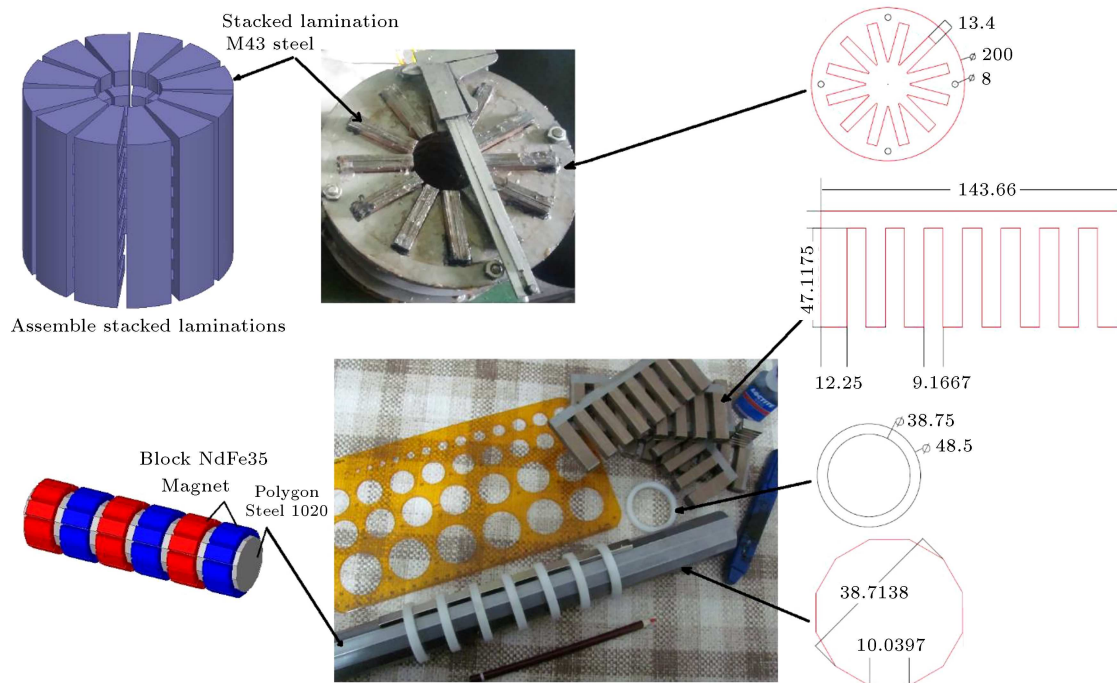 Stacked lamination
M43 steel
Assemble stacked laminations
13.4
ϕ 200
ϕ 8
143.66
47.1175
12.25
9.1667
ϕ 38.75
ϕ 48.5
Block NdFe35
Magnet
Polygon
Steel 1020
LOCTITE
38.7138
10.0397